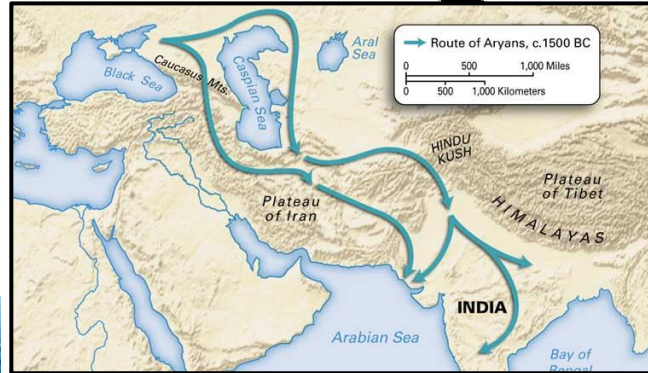 Route of Aryans, c.1500 BC
0 500 1,000 Miles
0 500 1,000 Kilometers
Aral
Sea
Black Sea
Caucasus Mts.
Caspian Sea
HINDU
KUSH
Plateau
of Tibet
HIMALAYAS
Plateau
of Iran
INDIA
Arabian Sea
Bay of
Bengal